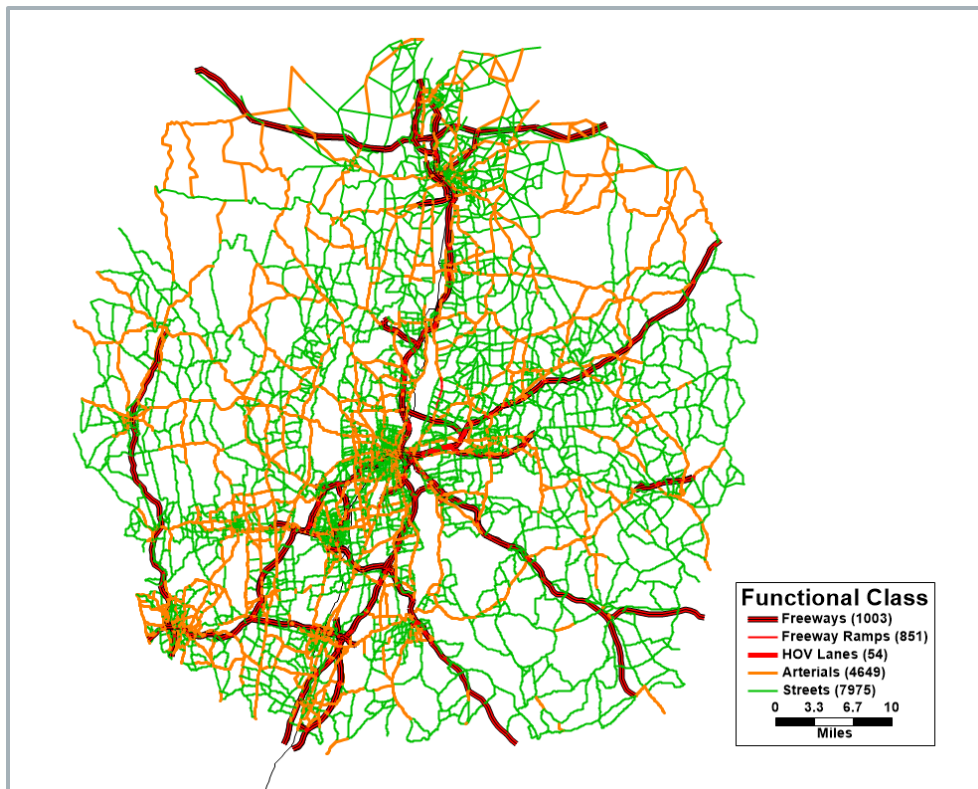 Functional Class
Freeways (1003)
Freeway Ramps (851)
HOV Lanes (54)
Arterials (4649)
Streets (7975)
0 3.3 6.7 10
Miles